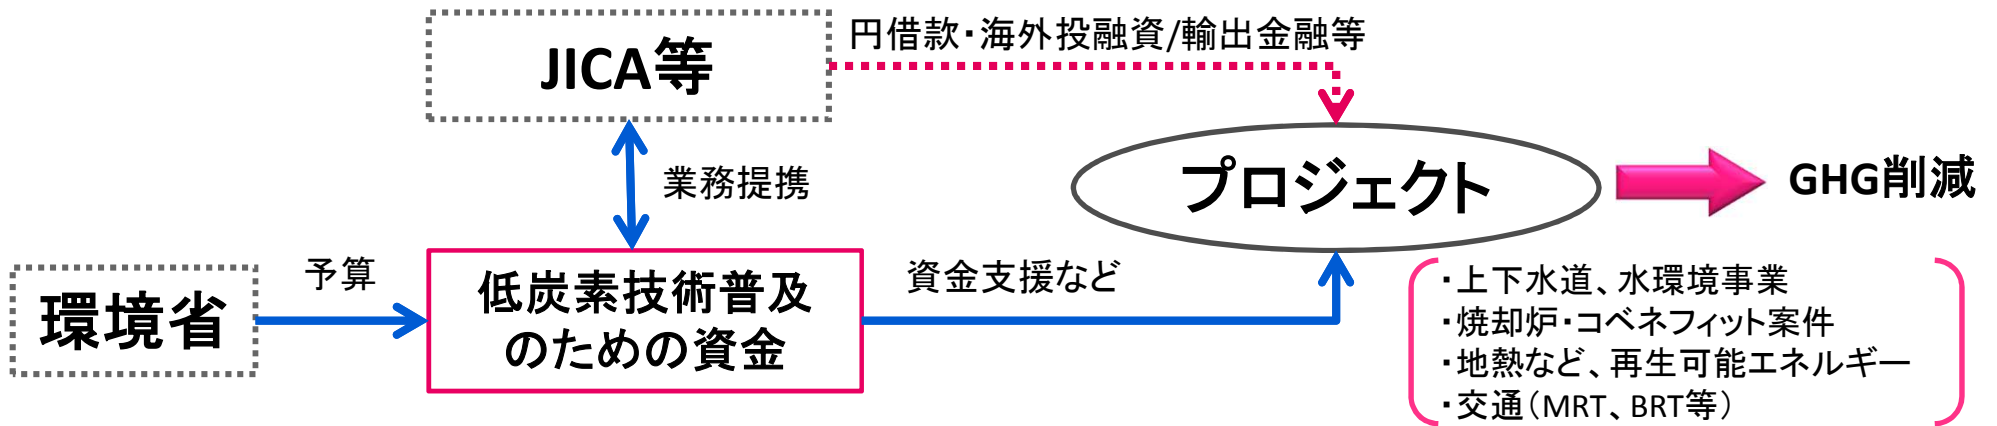 JICA等
円借款・海外投融資/輸出金融等
業務提携
プロジェクト
GHG削減
環境省
予算
低炭素技術普及
のための資金
資金支援など
・上下水道、水環境事業
・焼却炉・コベネフィット案件
・地熱など、再生可能エネルギー
・交通（MRT、BRT等）